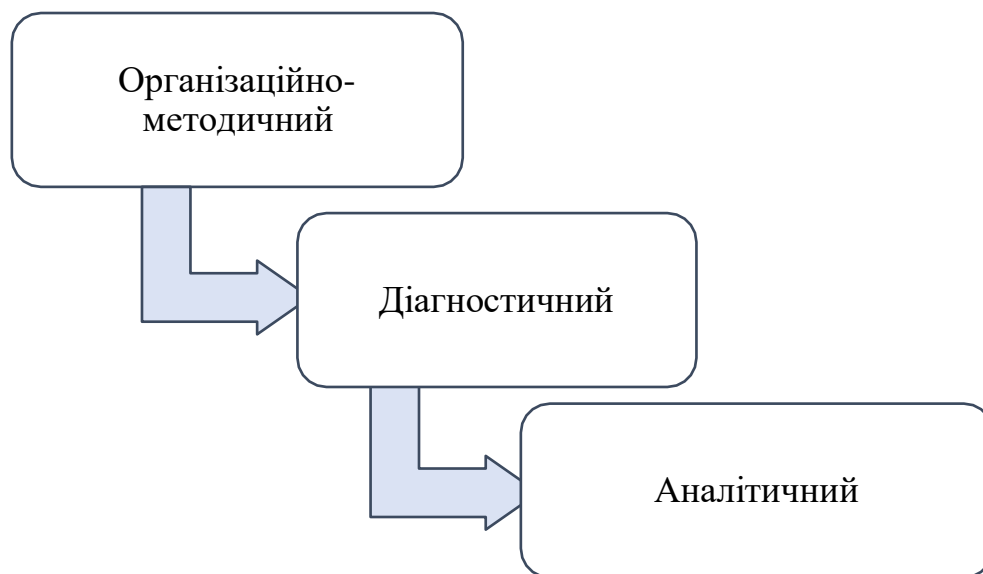 Організаційно-
методичний
Діагностичний
Аналітичний